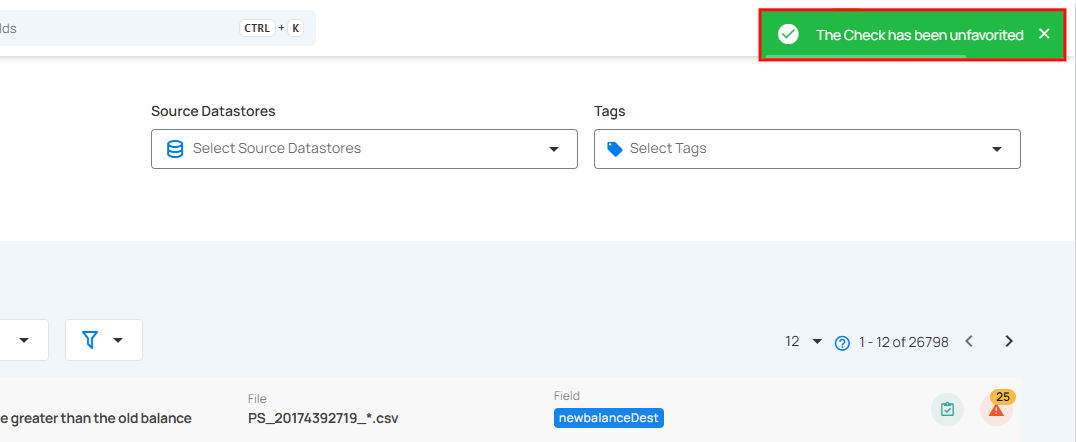 lds
CTRL + K
The Check has been unfavorited
Source Datastores
Tags
Select Source Datastores
Select Tags
12
1 - 12 of 26798
File
Field
25
e greater than the old balance
PS_20174392719_*.csv
newbalanceDest